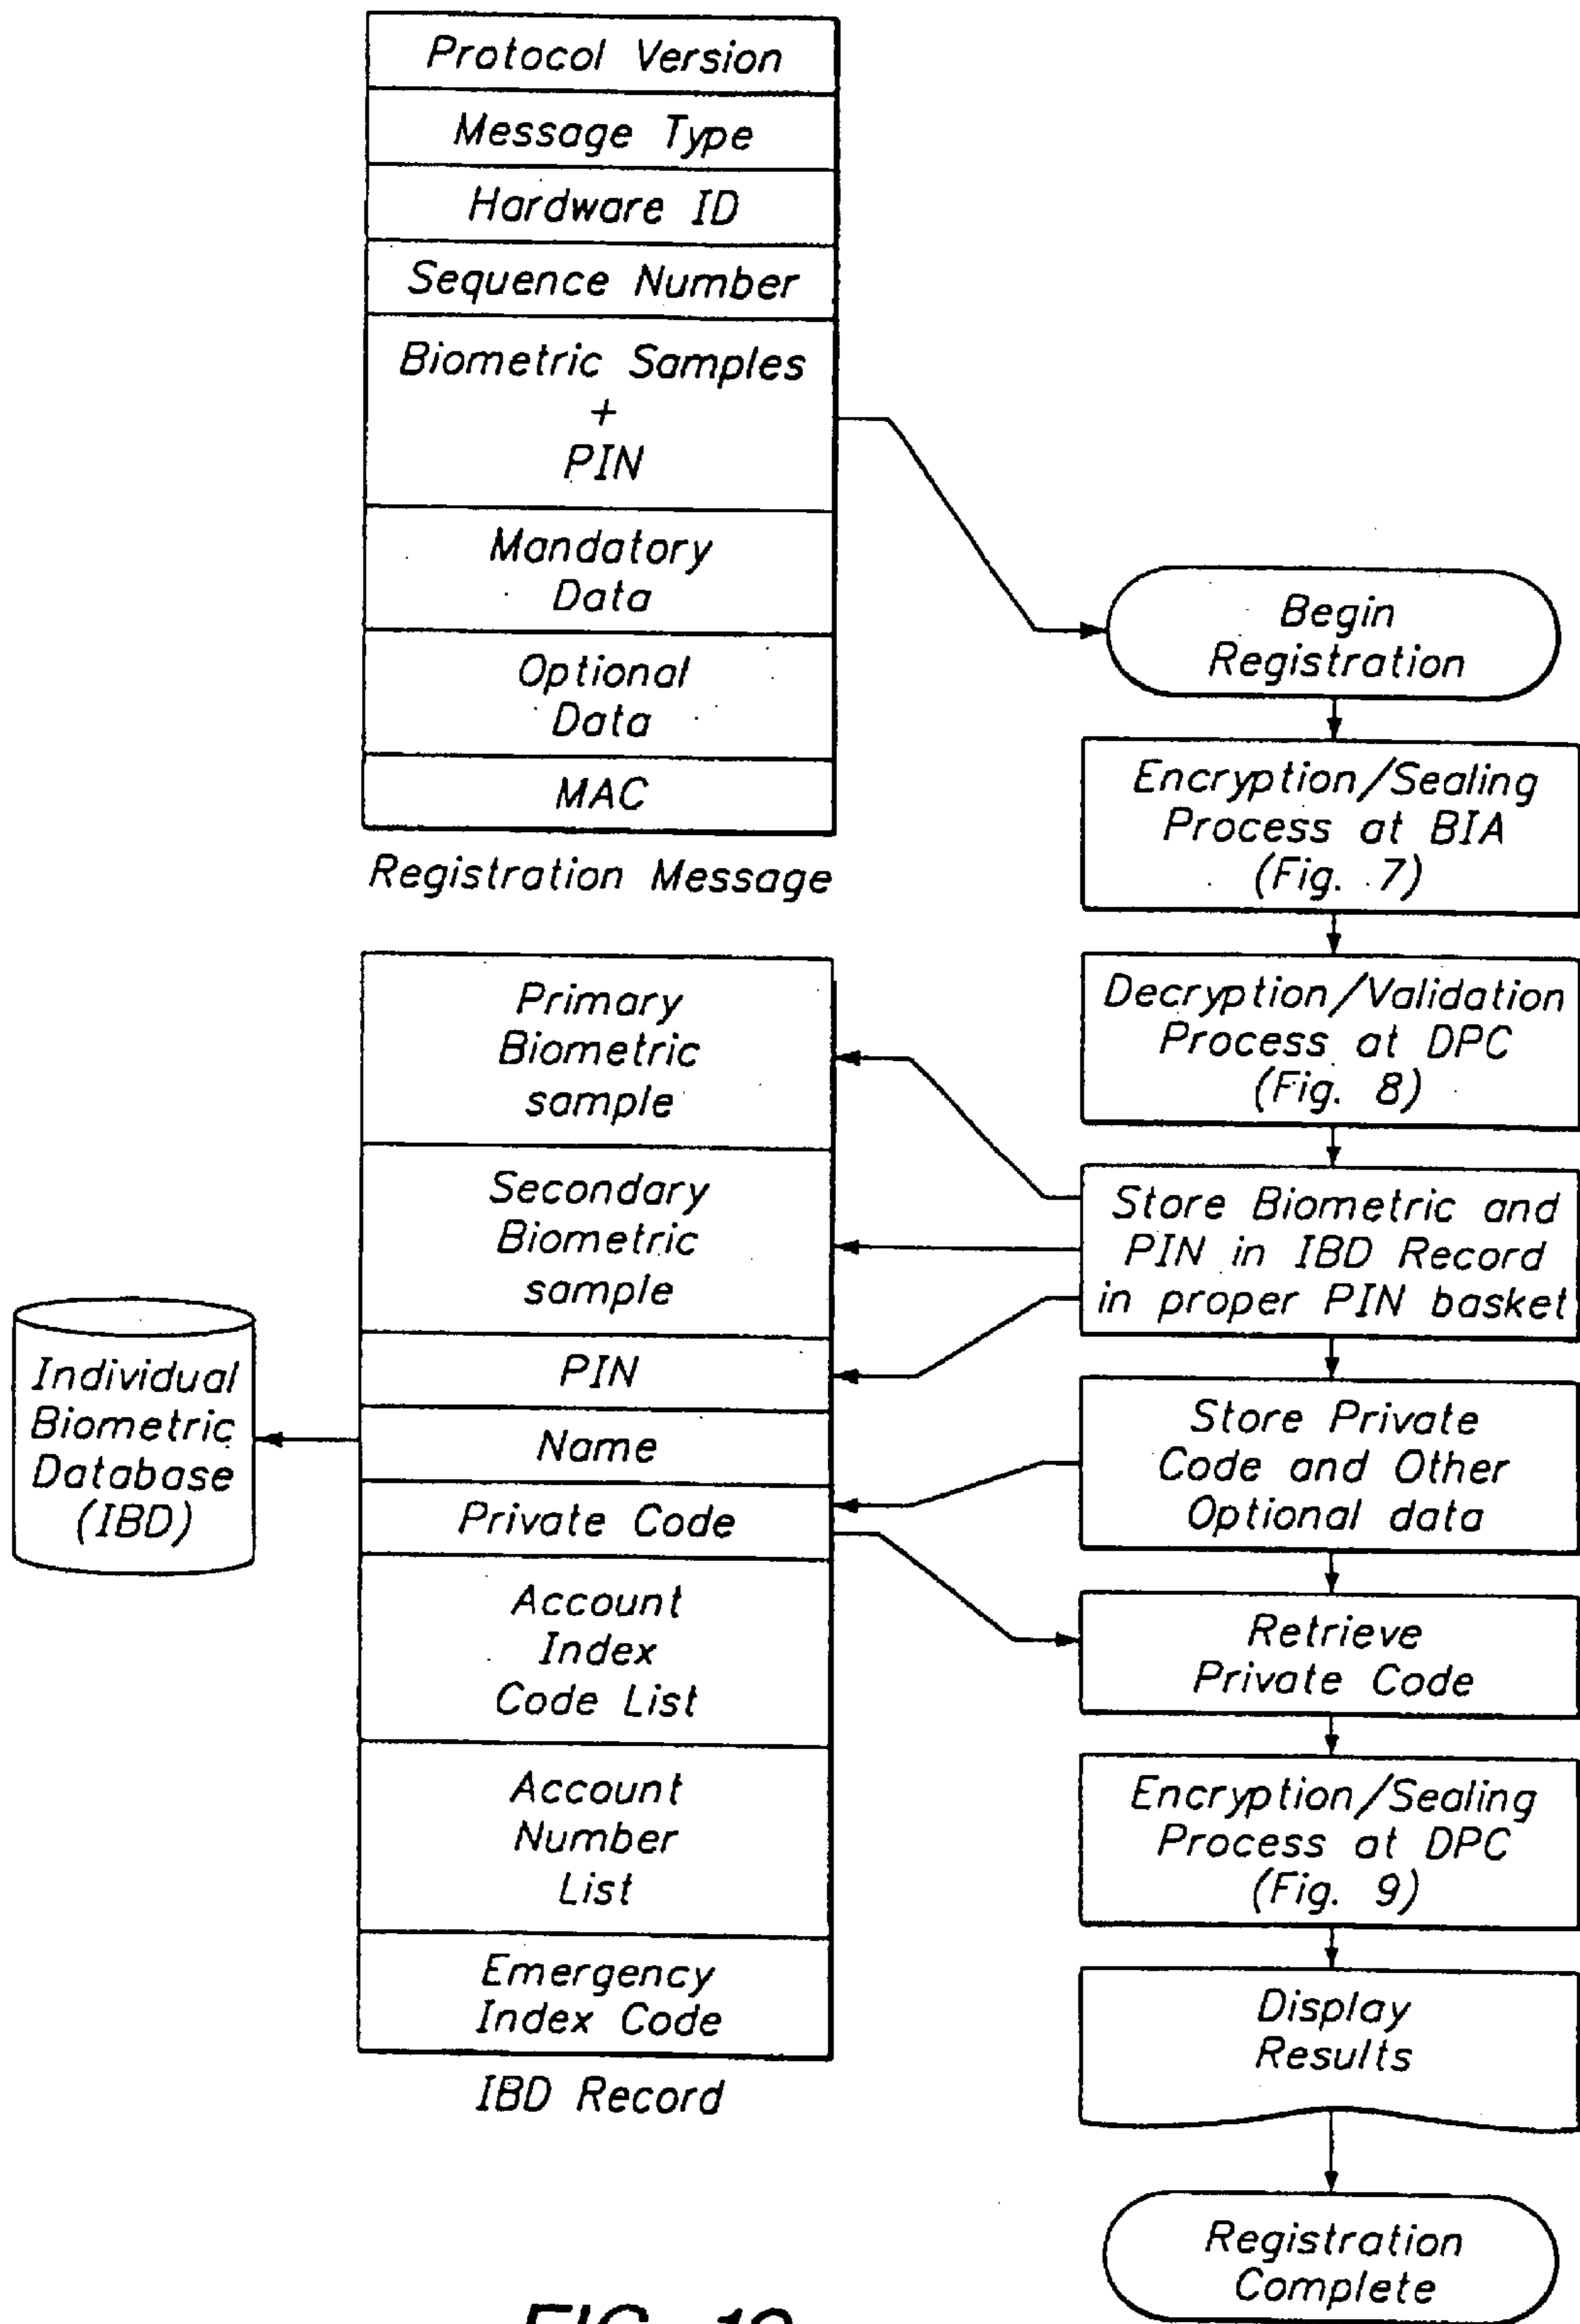 Protocol Version
Message Type
Hardware ID
Sequence Number
Biometric Samples
+
PIN
Mandatory
Data
Optional
Data
MAC
Registration Message
Begin
Registration
Encryption/Sealing
Process at BIA
(Fig. 7)
Decryption/Validation
Process at DPC
(Fig. 8)
Store Biometric and
PIN in IBD Record
in proper PIN basket
Store Private
Code and Other
Optional data
Retrieve
Private Code
Encryption/Sealing
Process at DPC
(Fig. 9)
Display
Results
Registration
Complete
Primary
Biometric
sample
Secondary
Biometric
sample
PIN
Name
Private Code
Account
Index
Code List
Account
Number
List
Emergency
Index Code
IBD Record
Individual
Biometric
Database
(IBD)